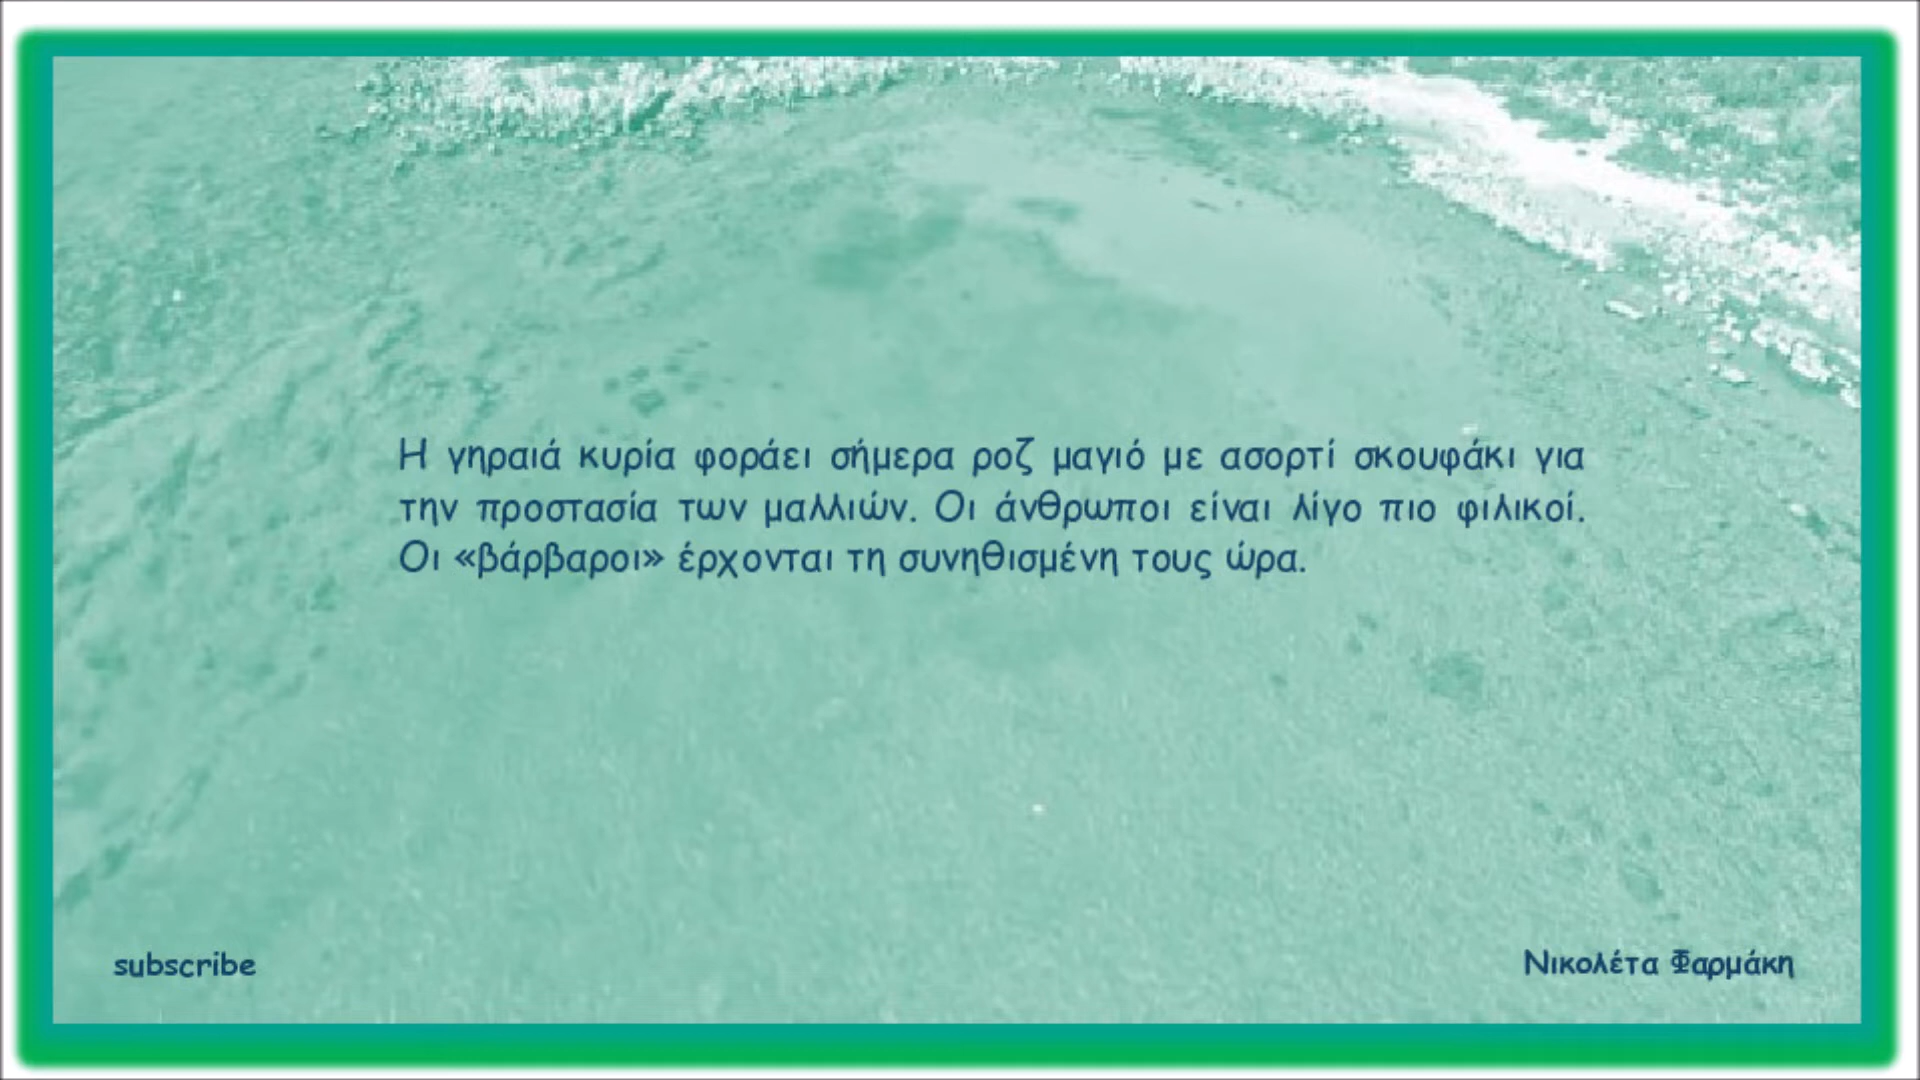 Η γηραιά κυρία φοράει σήμερα ροζ μαγιό με ασορτί σκουφάκι για
την προστασία των μαλλιών. Οι άνθρωποι είναι λίγο πιο φιλικοί.
Οι «βάρβαροι» έρχονται τη συνηθισμένη τους ώρα.
subscribe
Νικολέτα Φαρμάκη